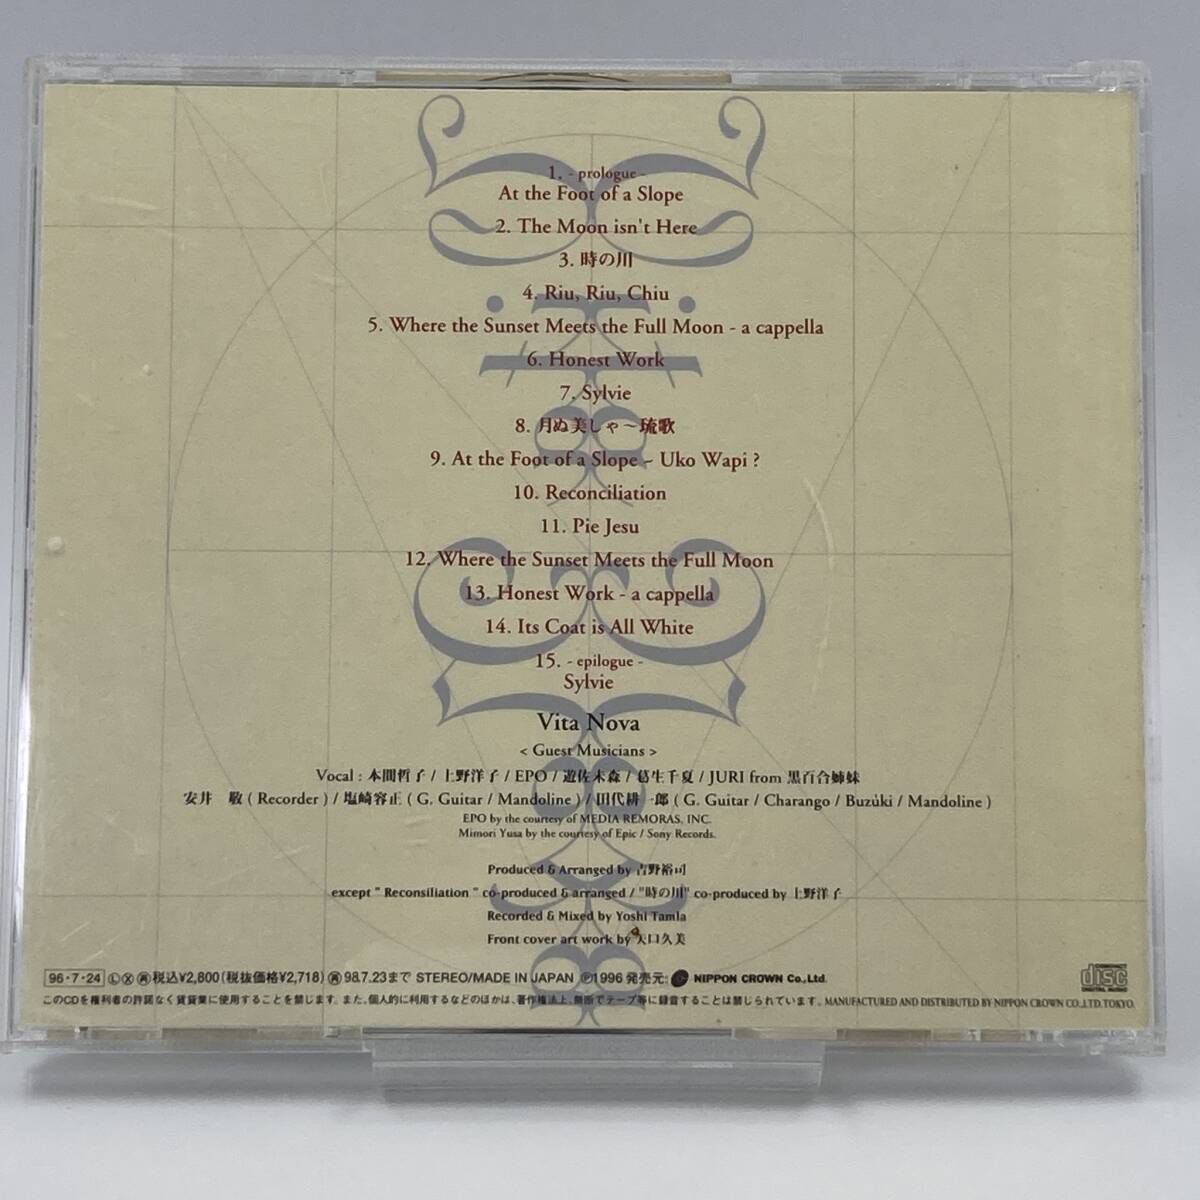 1. - prologue -
At the Foot of a Slope
2. The Moon isn't Here
3. 時の川
4. Riu, Riu, Chiu
5. Where the Sunset Meets the Full Moon - a cappella
6. Honest Work
7. Sylvie
8. 月ぬ美しゃ〜琉歌
9. At the Foot of a Slope ~ Uko Wapi ?
10. Reconciliation
11. Pie Jesu
12. Where the Sunset Meets the Full Moon
13. Honest Work - a cappella
14. Its Coat is All White
15. - epilogue -
Sylvie
Vita Nova
< Guest Musicians >
Vocal : 本間哲子 / 上野洋子 / EPO / 遊佐未森 / 葛生千夏 / JURI from 黒百合姉妹
安井　敬 ( Recorder ) / 塩崎容正 ( G. Guitar / Mandoline ) / 田代耕一郎 ( G. Guitar / Charango / Buzúki / Mandoline )
EPO by the courtesy of MEDIA REMORAS, INC.
Mimori Yusa by the courtesy of Epic / Sony Records.
Produced & Arranged by 吉野裕司
except " Reconsiliation " co-produced & arranged / "時の川" co-produced by 上野洋子
Recorded & Mixed by Yoshi Tamla
Front cover art work by 矢口久美
96・7・24 Ⓛ Ⓧ 税込¥2,800 (税抜価格¥2,718) 98.7.23まで STEREO/MADE IN JAPAN Ⓟ1996 発売元: NIPPON CROWN Co.,Ltd.
このCDを権利者の許諾なく賃貸業に使用することを禁じます。また、個人的に利用するなどのほかは、著作権法上、無断でテープ等に録音することは禁じられています。 MANUFACTURED AND DISTRIBUTED BY NIPPON CROWN CO.,LTD.TOKYO.
COMPACT disc DIGITAL AUDIO